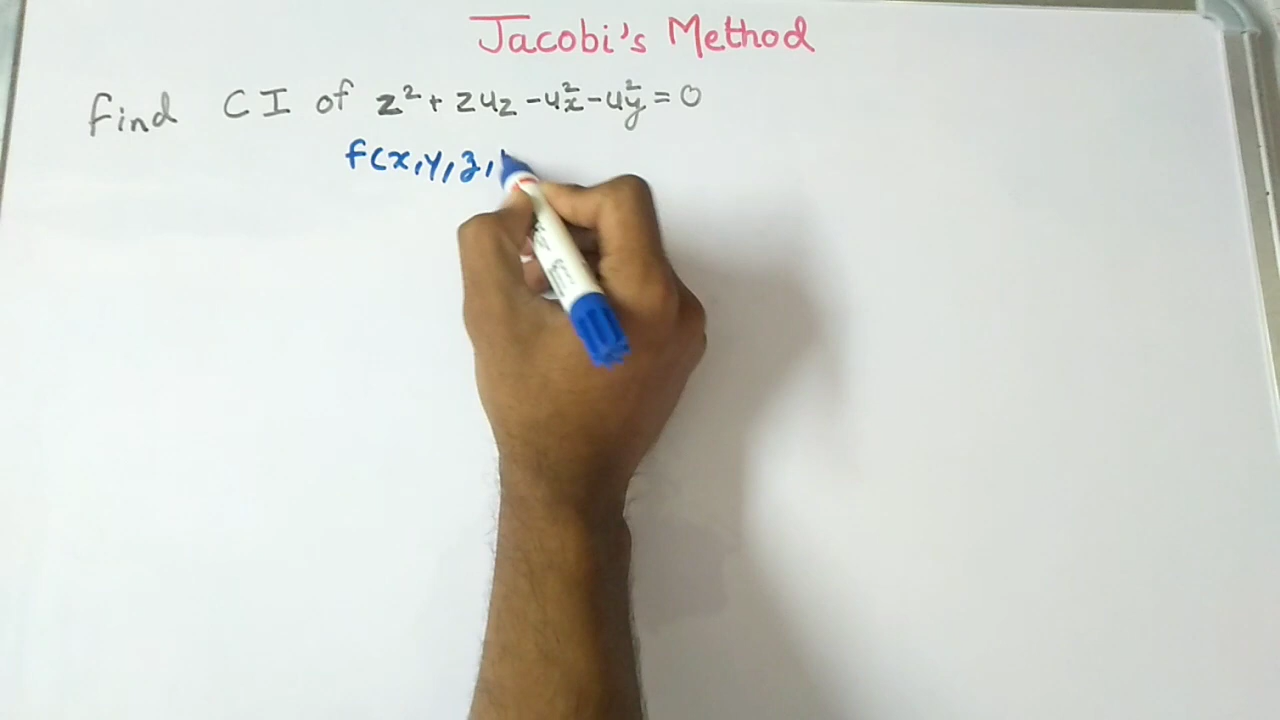 Jacobi's Method
Find CI of z² + zu_z - u_x² - u_y² = 0
f(x,y,z,